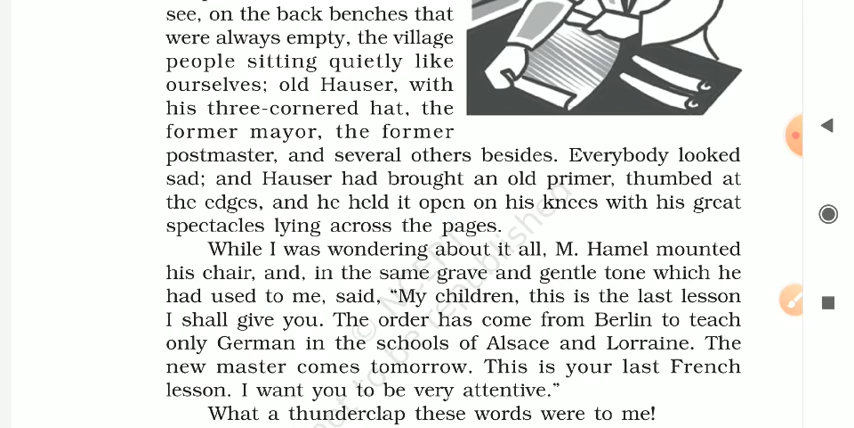 see, on the back benches that
were always empty, the village
people sitting quietly like
ourselves; old Hauser, with
his three-cornered hat, the
former mayor, the former
postmaster, and several others besides. Everybody looked
sad; and Hauser had brought an old primer, thumbed at
the edges, and he held it open on his knees with his great
spectacles lying across the pages.
While I was wondering about it all, M. Hamel mounted
his chair, and, in the same grave and gentle tone which he
had used to me, said, “My children, this is the last lesson
I shall give you. The order has come from Berlin to teach
only German in the schools of Alsace and Lorraine. The
new master comes tomorrow. This is your last French
lesson. I want you to be very attentive.”
What a thunderclap these words were to me!
© NCERT
not to be republished